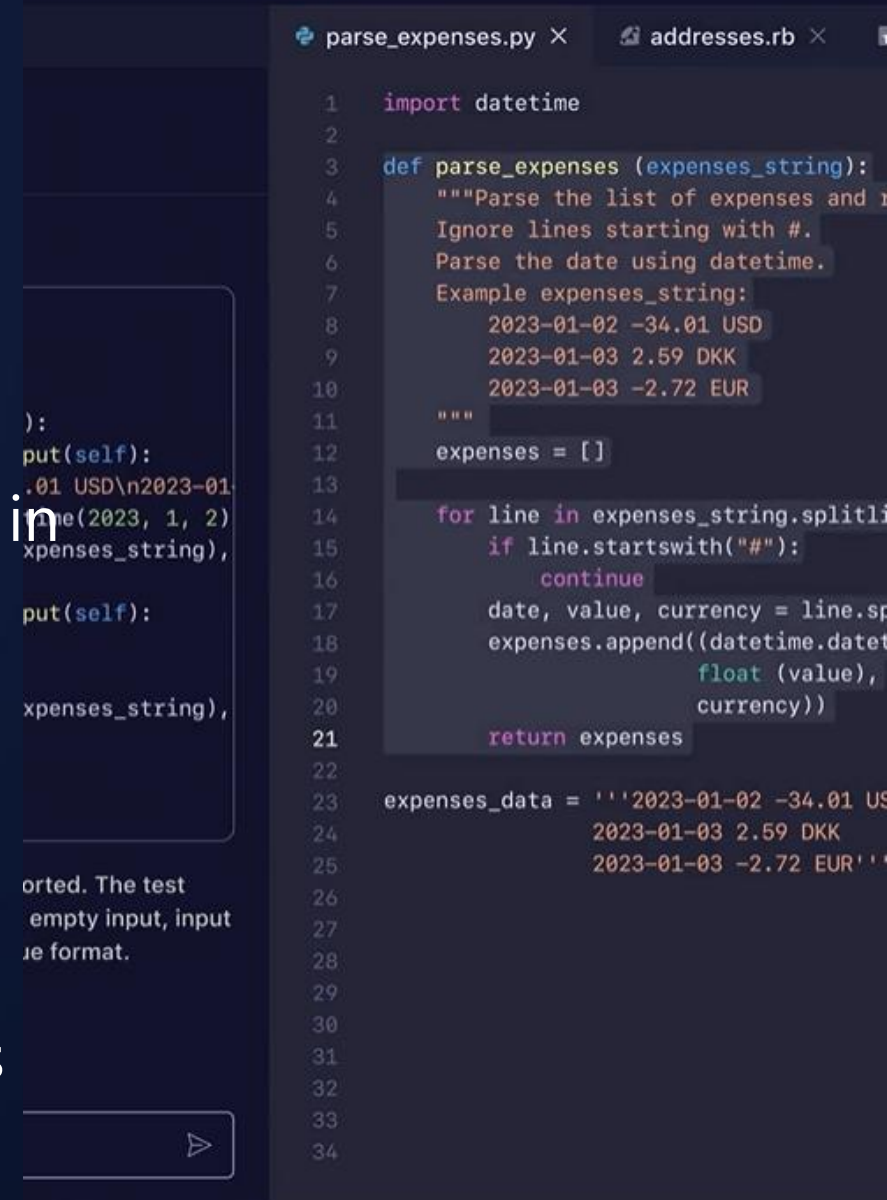 parse_expenses.py
addresses.rb
):
put(self):
.01 USD\n2023-01-
in
time(2023, 1, 2)
xpenses_string),
put(self):
xpenses_string),
orted. The test
empty input, input
ue format.
s
1 import datetime
2
3 def parse_expenses (expenses_string):
4 """Parse the list of expenses and r
5 Ignore lines starting with #.
6 Parse the date using datetime.
7 Example expenses_string:
8 2023-01-02 -34.01 USD
9 2023-01-03 2.59 DKK
10 2023-01-03 -2.72 EUR
11 """
12 expenses = []
13
14 for line in expenses_string.splitli
15 if line.startswith("#"):
16 continue
17 date, value, currency = line.sp
18 expenses.append((datetime.datet
19 float (value),
20 currency))
21 return expenses
22
23 expenses_data = '''2023-01-02 -34.01 US
24 2023-01-03 2.59 DKK
25 2023-01-03 -2.72 EUR'''
26
27
28
29
30
31
32
33
34